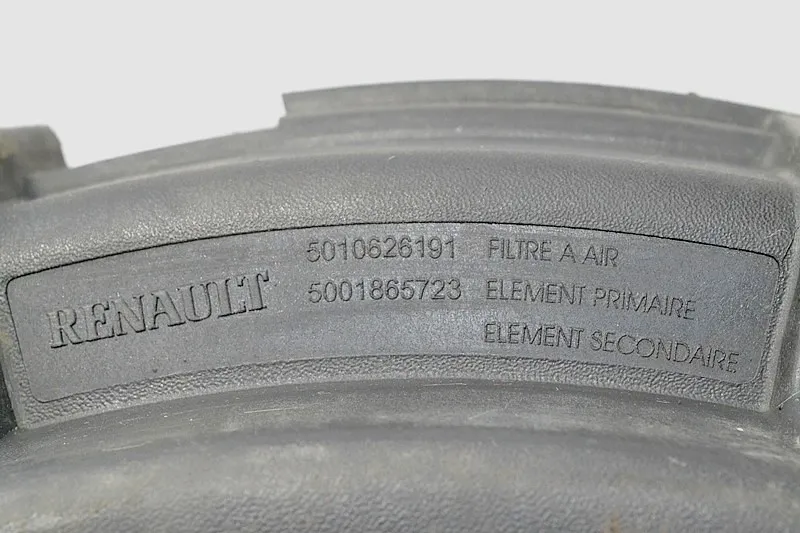 RENAULT
5010626191 FILTRE A AIR
5001865723 ELEMENT PRIMAIRE
ELEMENT SECONDAIRE